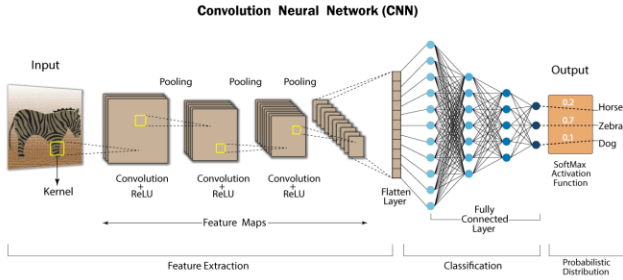 Convolution Neural Network (CNN)
Input
Pooling
Pooling
Pooling
Output
0.2
Horse
0.7
Zebra
0.1
Dog
Kernel
Convolution
+
ReLU
Convolution
+
ReLU
Convolution
+
ReLU
Flatten
Layer
SoftMax
Activation
Function
Feature Maps
Fully
Connected
Layer
Feature Extraction
Classification
Probabilistic
Distribution